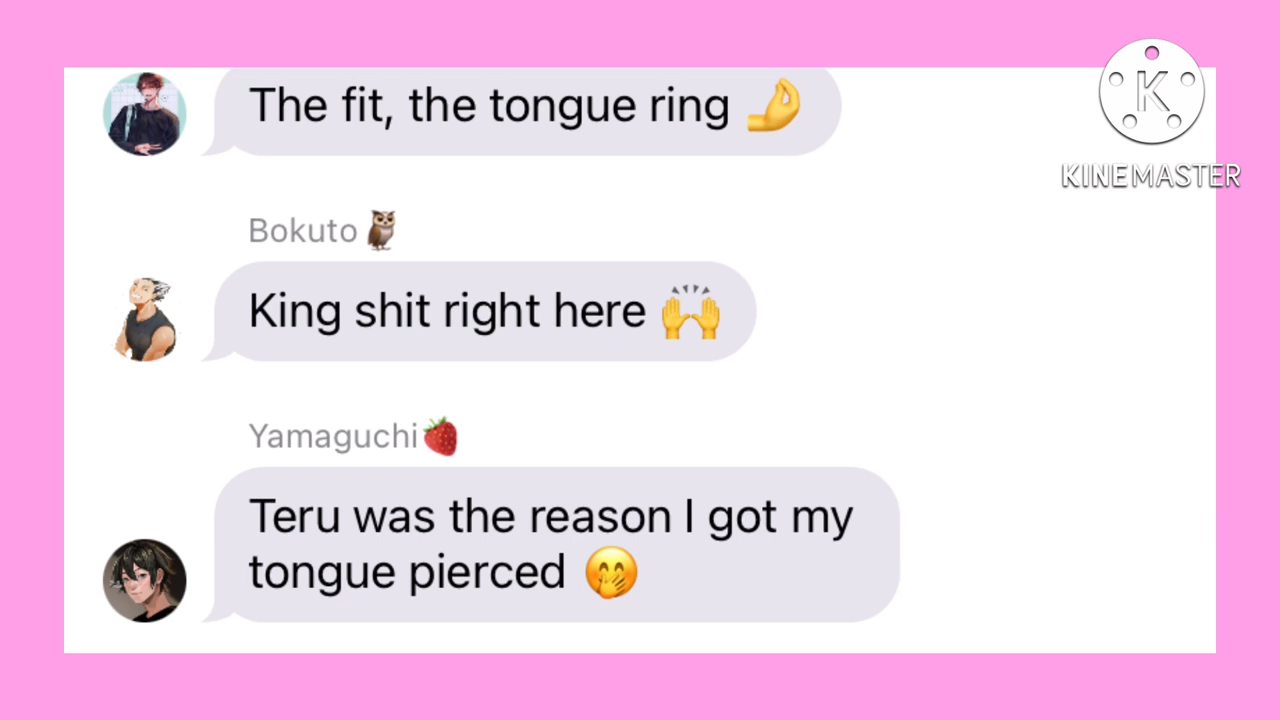 The fit, the tongue ring 🤌
KINEMASTER
Bokuto🦉
King shit right here 🙌
Yamaguchi🍓
Teru was the reason I got my
tongue pierced 🤭